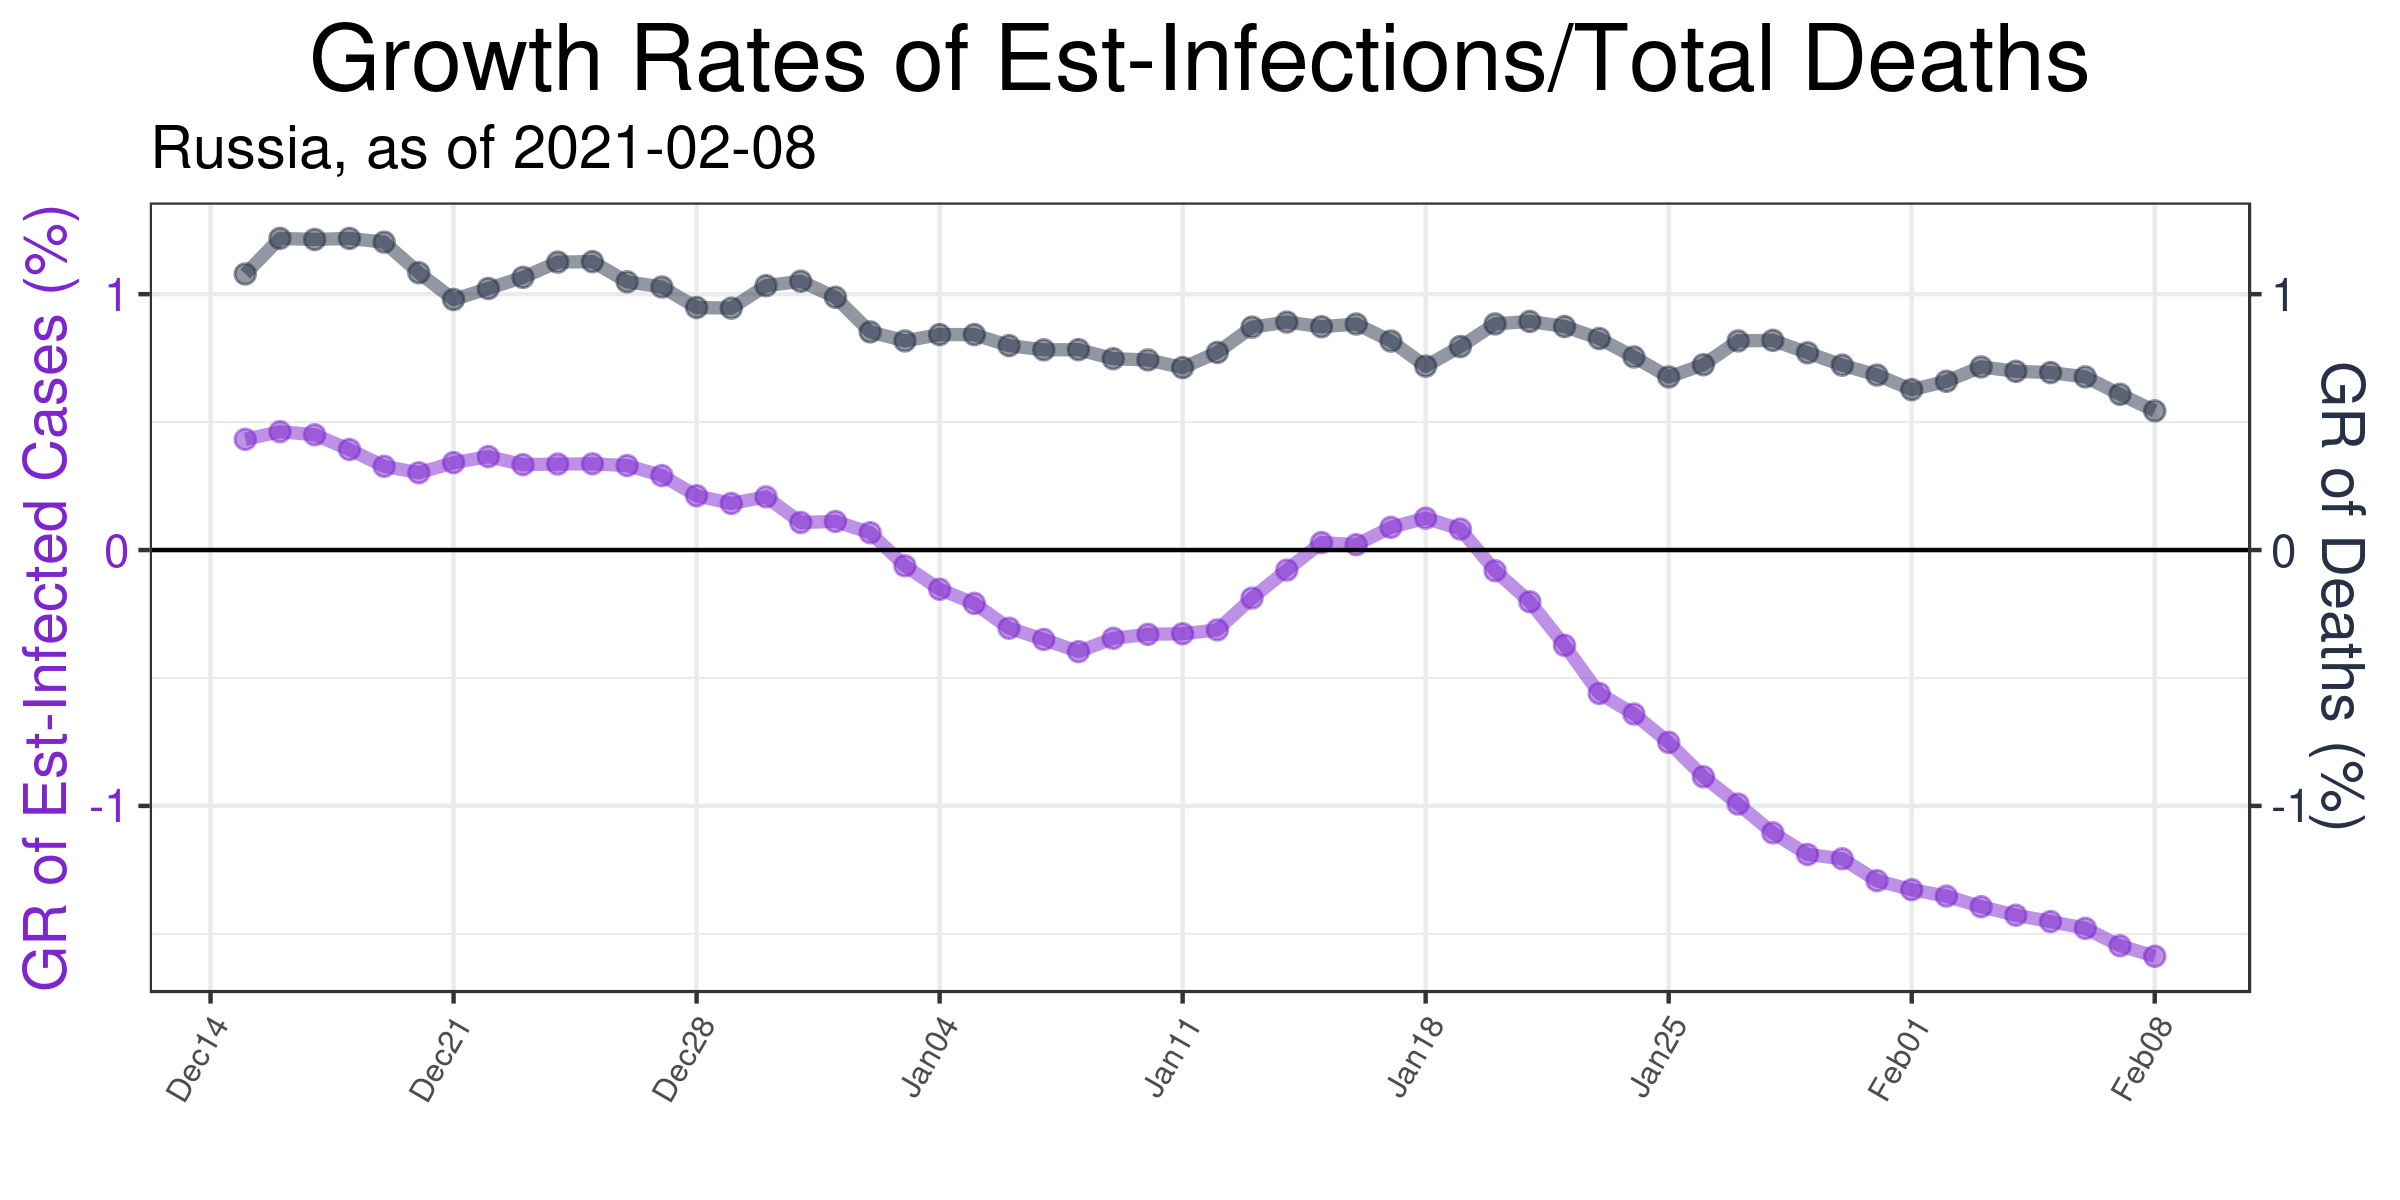 Growth Rates of Est-Infections/Total Deaths
Russia, as of 2021-02-08
GR of Est-Infected Cases (%)
1
0
-1
1
0
-1
GR of Deaths (%)
Dec14
Dec21
Dec28
Jan04
Jan11
Jan18
Jan25
Feb01
Feb08